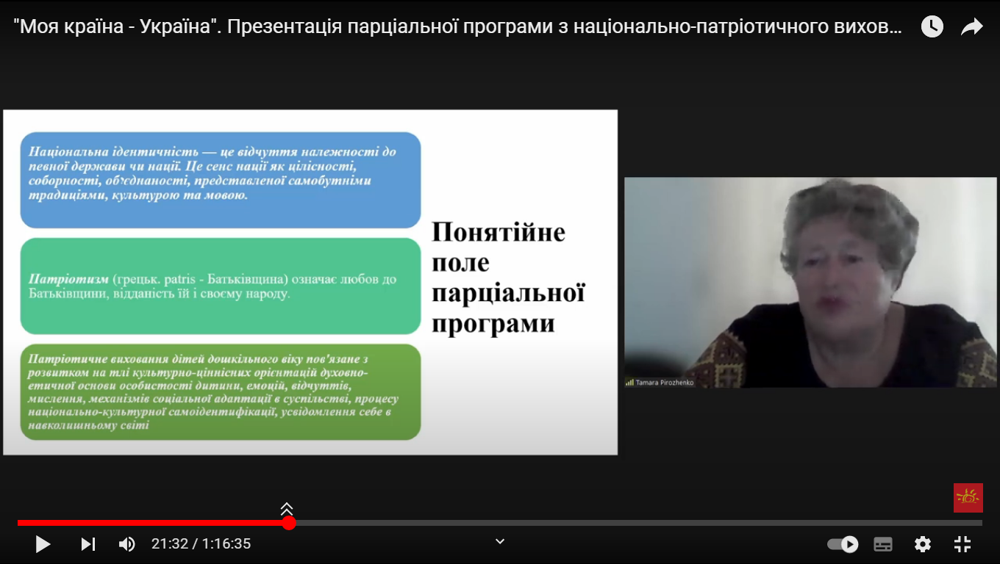 "Моя країна - Україна". Презентація парціальної програми з національно-патріотичного вихов...
Національна ідентичність — це відчуття належності до
певної держави чи нації. Це сенс нації як цілісності,
соборності, об'єднаності, представленої самобутніми
традиціями, культурою та мовою.
Патріотизм (грецьк. patris - Батьківщина) означає любов до
Батьківщини, відданість їй і своєму народу.
Патріотичне виховання дітей дошкільного віку пов'язане з
розвитком на тлі культурно-ціннісних орієнтацій духовно-
етичної основи особистості дитини, емоцій, відчуттів,
мислення, механізмів соціальної адаптації в суспільстві, процесу
національно-культурної самоідентифікації, усвідомлення себе в
навколишньому світі
Понятійне
поле
парціальної
програми
Tamara Pirozhenko
21:32 / 1:16:35